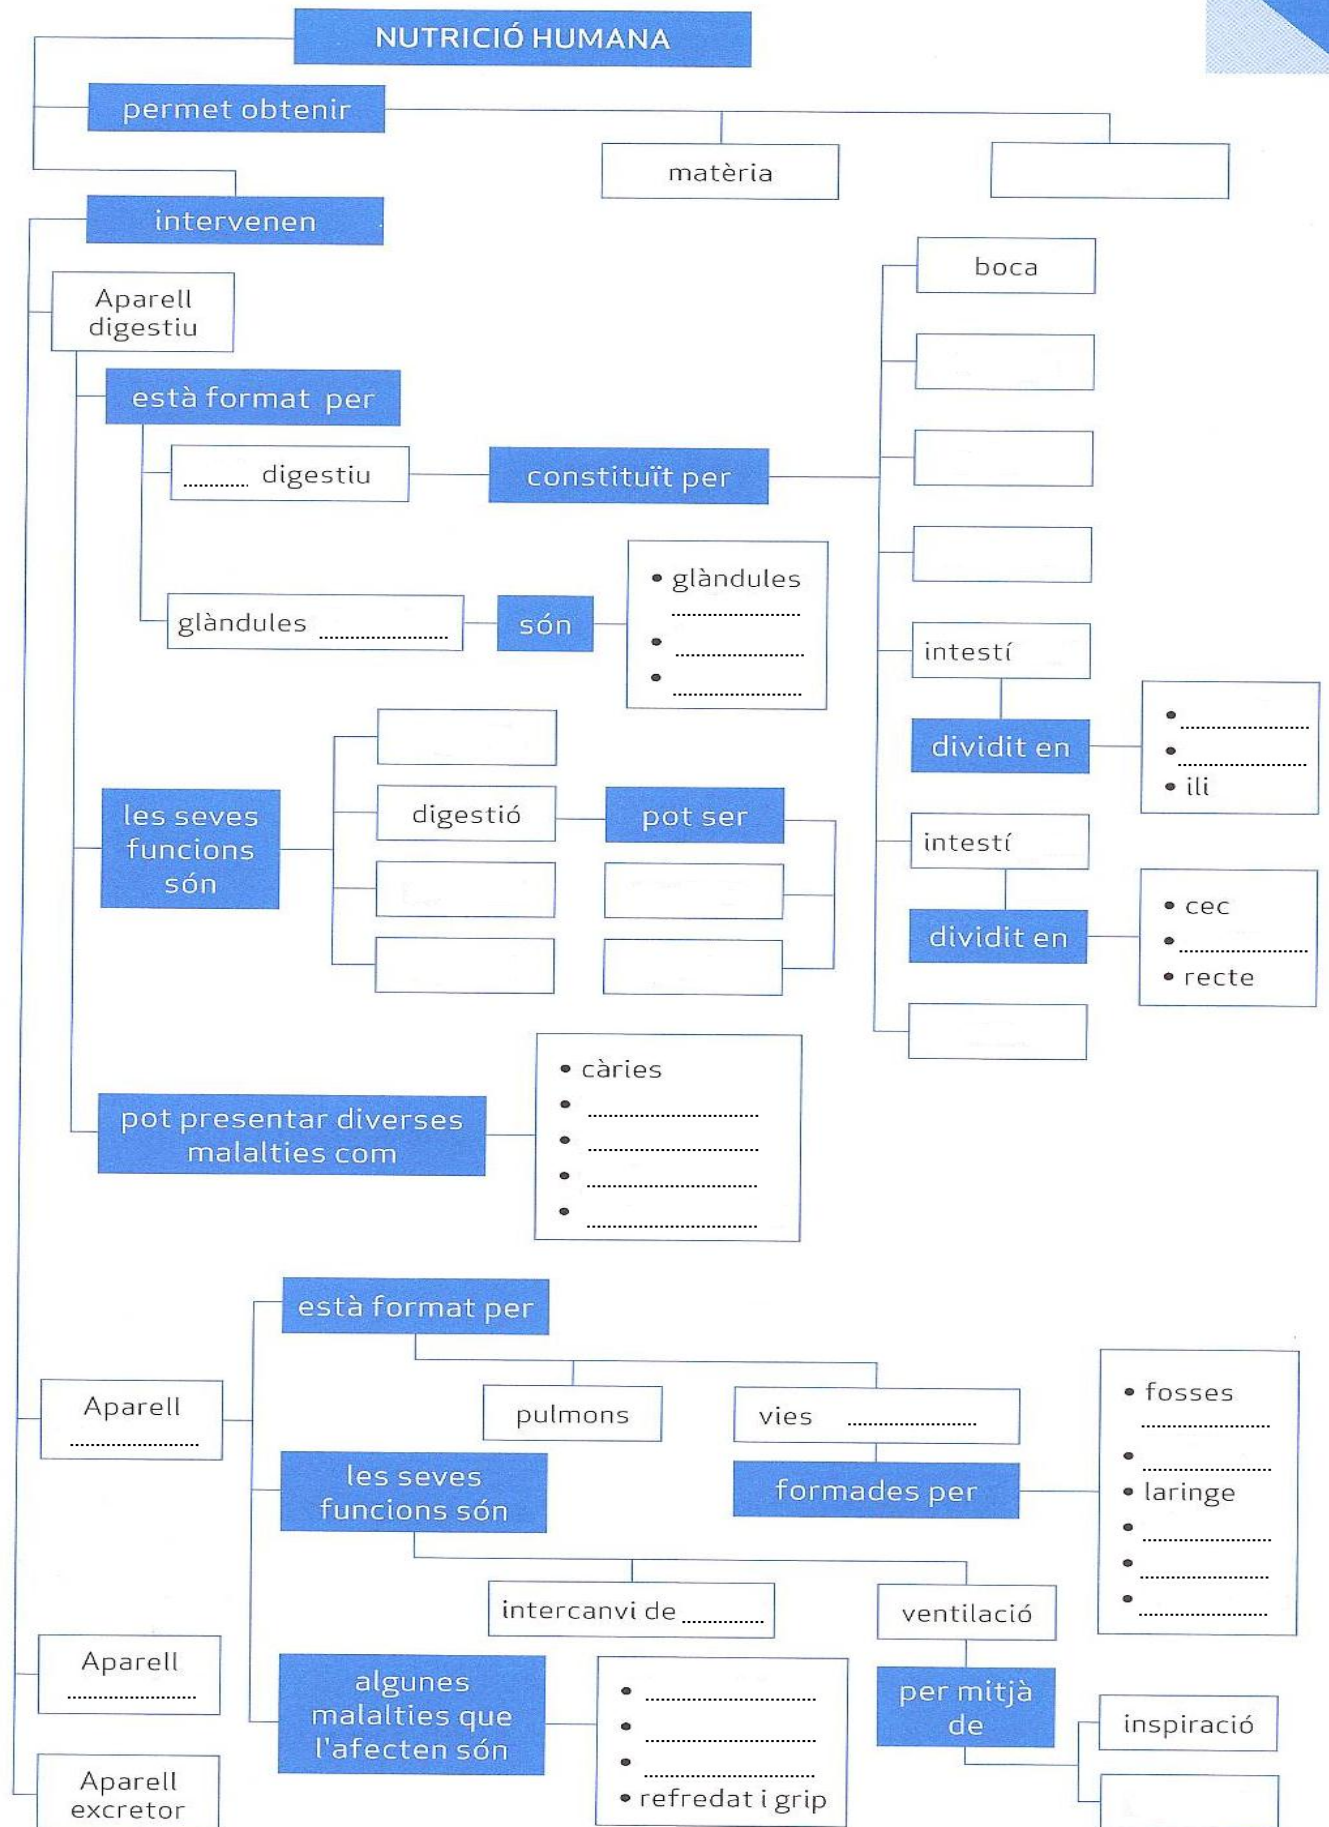 NUTRICIÓ HUMANA
permet obtenir
matèria
intervenen
Aparell
digestiu
està format per
........ digestiu
constituït per
boca
glàndules ................
són
• glàndules
................
• ................
• ................
intestí
dividit en
• ................
• ................
• ili
intestí
dividit en
• cec
• ................
• recte
les seves
funcions
són
digestió
pot ser
pot presentar diverses
malalties com
• càries
• ................
• ................
• ................
• ................
Aparell
................
està format per
pulmons
vies ................
formades per
• fosses
................
• ................
• laringe
• ................
• ................
• ................
les seves
funcions són
intercanvi de ..........
ventilació
per mitjà
de
inspiració
algunes
malalties que
l'afecten són
• ................
• ................
• ................
• refredat i grip
Aparell
................
Aparell
excretor